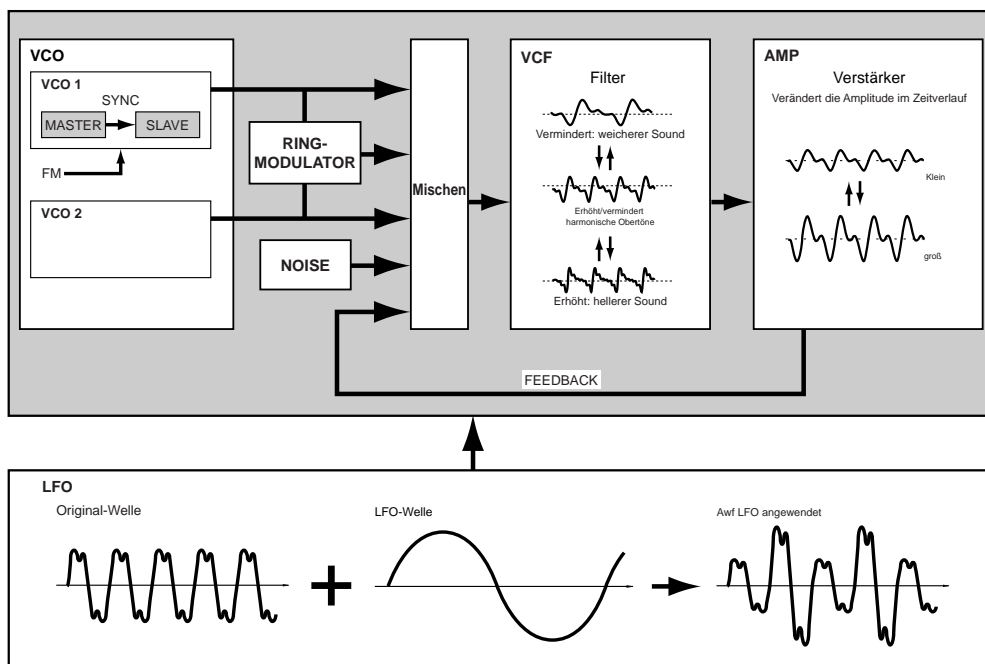 VCO
VCO 1
SYNC
MASTER
SLAVE
FM
VCO 2
RING-
MODULATOR
NOISE
Mischen
VCF
Filter
Vermindert: weicherer Sound
Erhöht/vermindert
harmonische Obertöne
Erhöht: hellerer Sound
AMP
Verstärker
Verändert die Amplitude im Zeitverlauf
Klein
groß
FEEDBACK
LFO
Original-Welle
LFO-Welle
Awf LFO angewendet